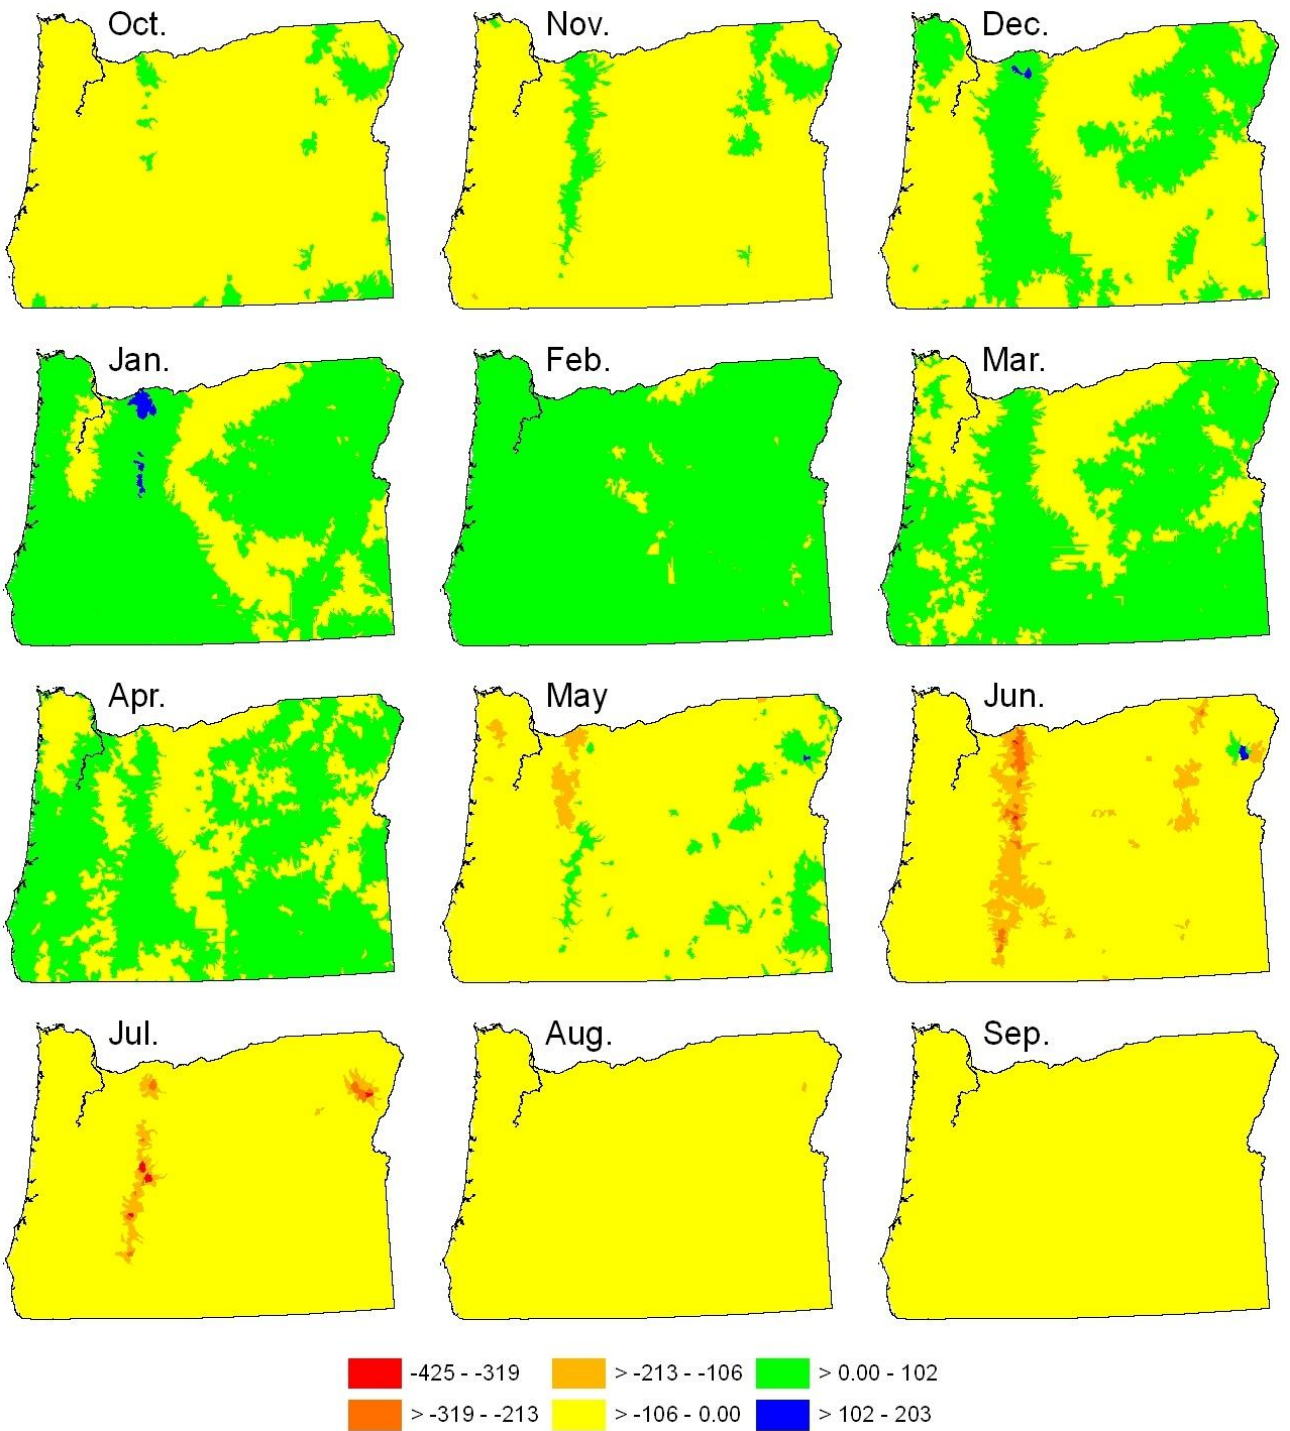 Oct.
Nov.
Dec.
Jan.
Feb.
Mar.
Apr.
May
Jun.
Jul.
Aug.
Sep.
-425 - -319
> -213 - -106
> 0.00 - 102
> -319 - -213
> -106 - 0.00
> 102 - 203